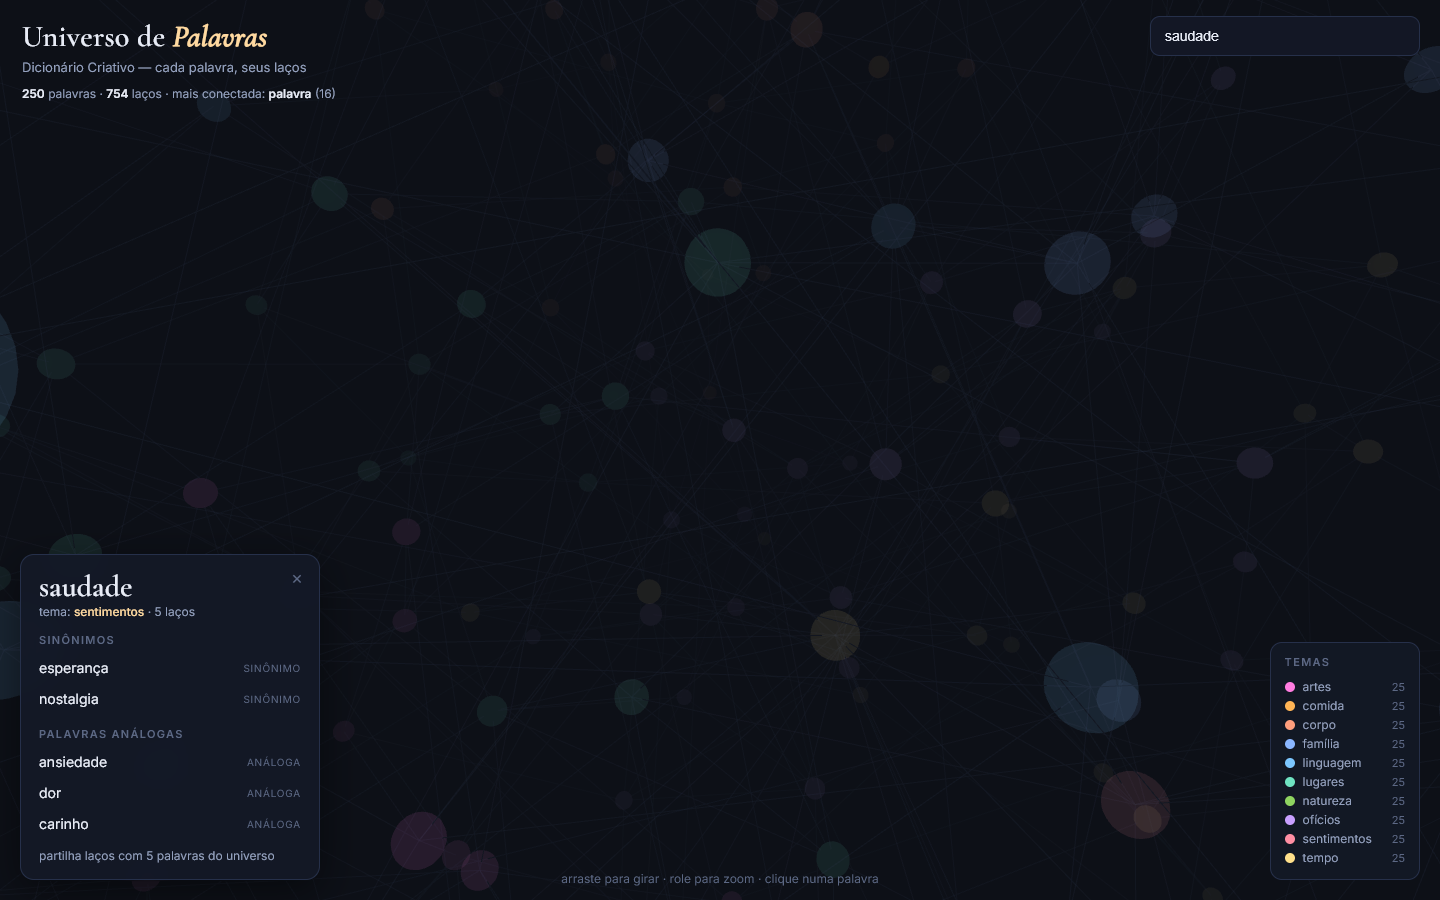 Universo de Palavras
Dicionário Criativo — cada palavra, seus laços
250 palavras · 754 laços · mais conectada: palavra (16)
saudade
saudade
×
tema: sentimentos · 5 laços
SINÔNIMOS
esperança SINÔNIMO
nostalgia SINÔNIMO
PALAVRAS ANÁLOGAS
ansiedade ANÁLOGA
dor ANÁLOGA
carinho ANÁLOGA
partilha laços com 5 palavras do universo
arraste para girar · role para zoom · clique numa palavra
TEMAS
artes 25
comida 25
corpo 25
família 25
linguagem 25
lugares 25
natureza 25
ofícios 25
sentimentos 25
tempo 25